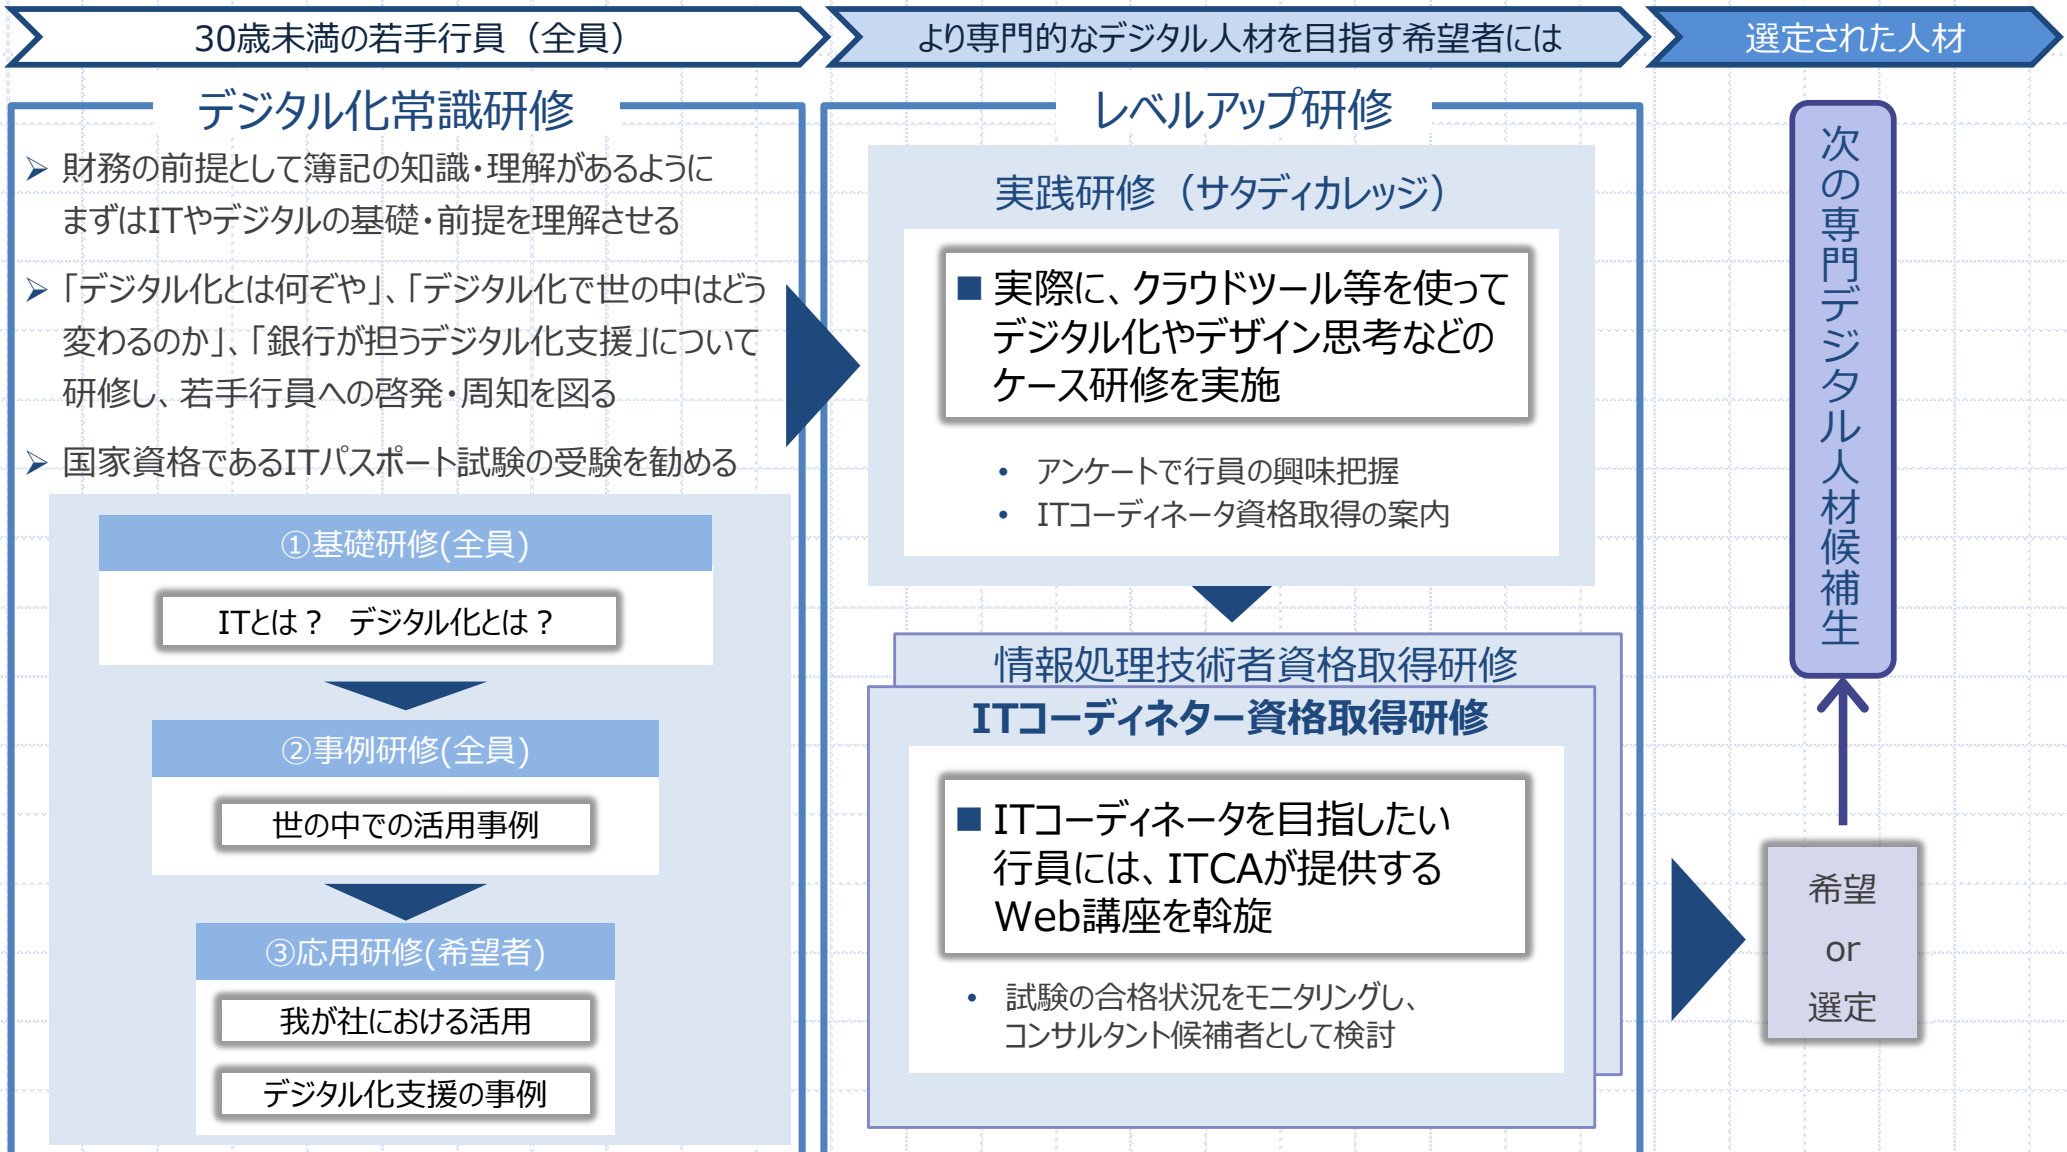 30歳未満の若手行員（全員）
より専門的なデジタル人材を目指す希望者には
選定された人材
デジタル化常識研修
➢ 財務の前提として簿記の知識・理解があるように
まずはITやデジタルの基礎・前提を理解させる
➢ 「デジタル化とは何ぞや」、「デジタル化で世の中はどう
変わるのか」、「銀行が担うデジタル化支援」について
研修し、若手行員への啓発・周知を図る
➢ 国家資格であるITパスポート試験の受験を勧める
①基礎研修(全員)
ITとは？ デジタル化とは？
②事例研修(全員)
世の中での活用事例
③応用研修(希望者)
我が社における活用
デジタル化支援の事例
レベルアップ研修
実践研修（サタディカレッジ）
■ 実際に、クラウドツール等を使って
デジタル化やデザイン思考などの
ケース研修を実施
• アンケートで行員の興味把握
• ITコーディネータ資格取得の案内
情報処理技術者資格取得研修
ITコーディネター資格取得研修
■ ITコーディネータを目指したい
行員には、ITCAが提供する
Web講座を斡旋
• 試験の合格状況をモニタリングし、
コンサルタント候補者として検討
次の専門デジタル人材候補生
希望
or
選定